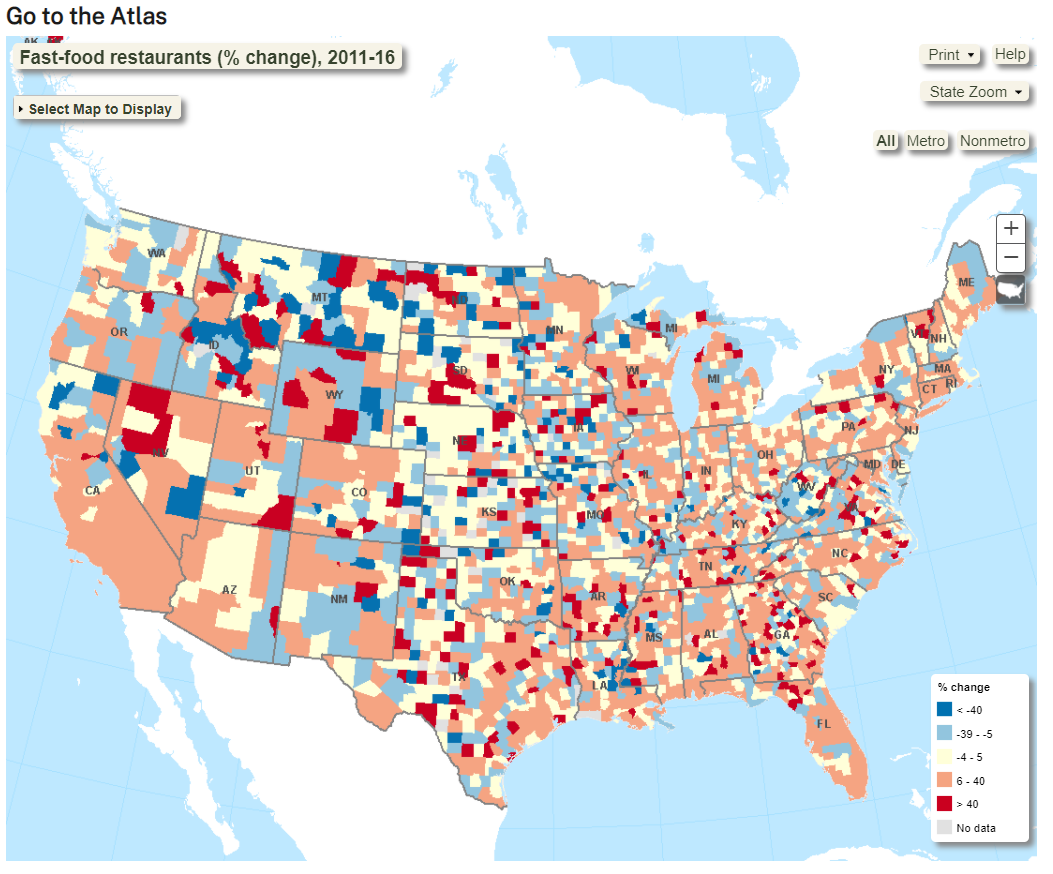 Go to the Atlas
AK
Fast-food restaurants (% change), 2011-16
Print
Help
Select Map to Display
State Zoom
All Metro Nonmetro
+
−
WA
MT
ME
OR
ID
MN
MI
VT
NH
WY
SD
WI
MI
NY
MA
CT RI
NV
NE
IA
PA
NJ
UT
CO
CA
IL
IN
OH
MD DE
WV
KS
MO
KY
VA
AZ
NM
OK
AR
TN
NC
SC
MS
AL
GA
TX
LA
FL
% change
< -40
-39 - -5
-4 - 5
6 - 40
> 40
No data